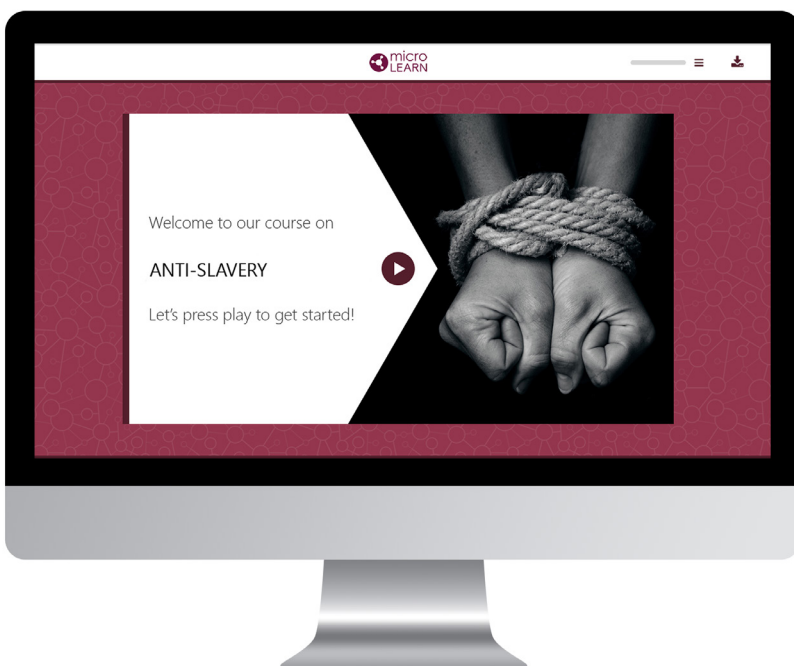 micro
LEARN
Welcome to our course on
ANTI-SLAVERY
Let's press play to get started!